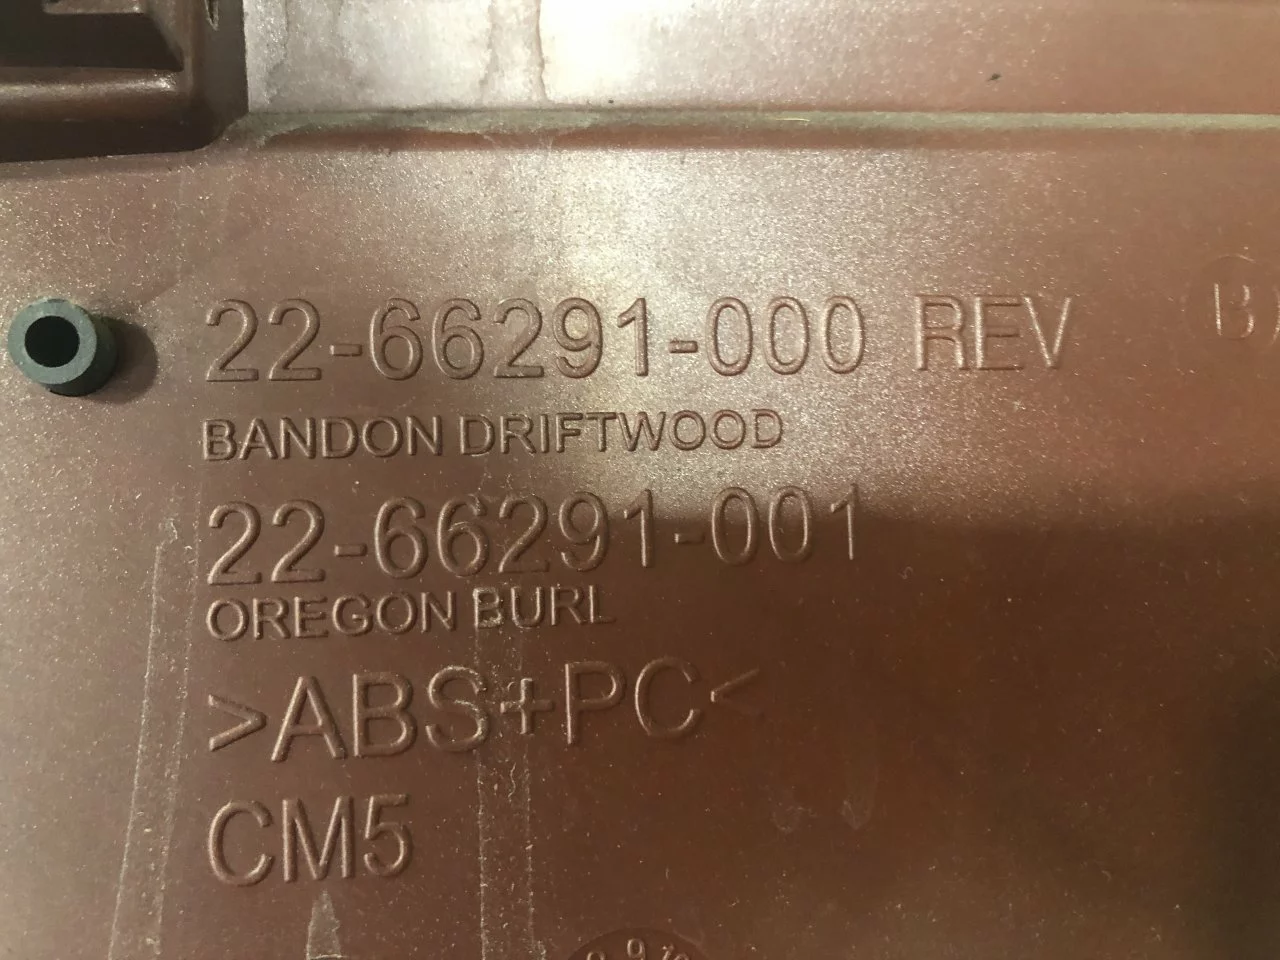 22-66291-000 REV B
BANDON DRIFTWOOD
22-66291-001
OREGON BURL
>ABS+PC<
CM5